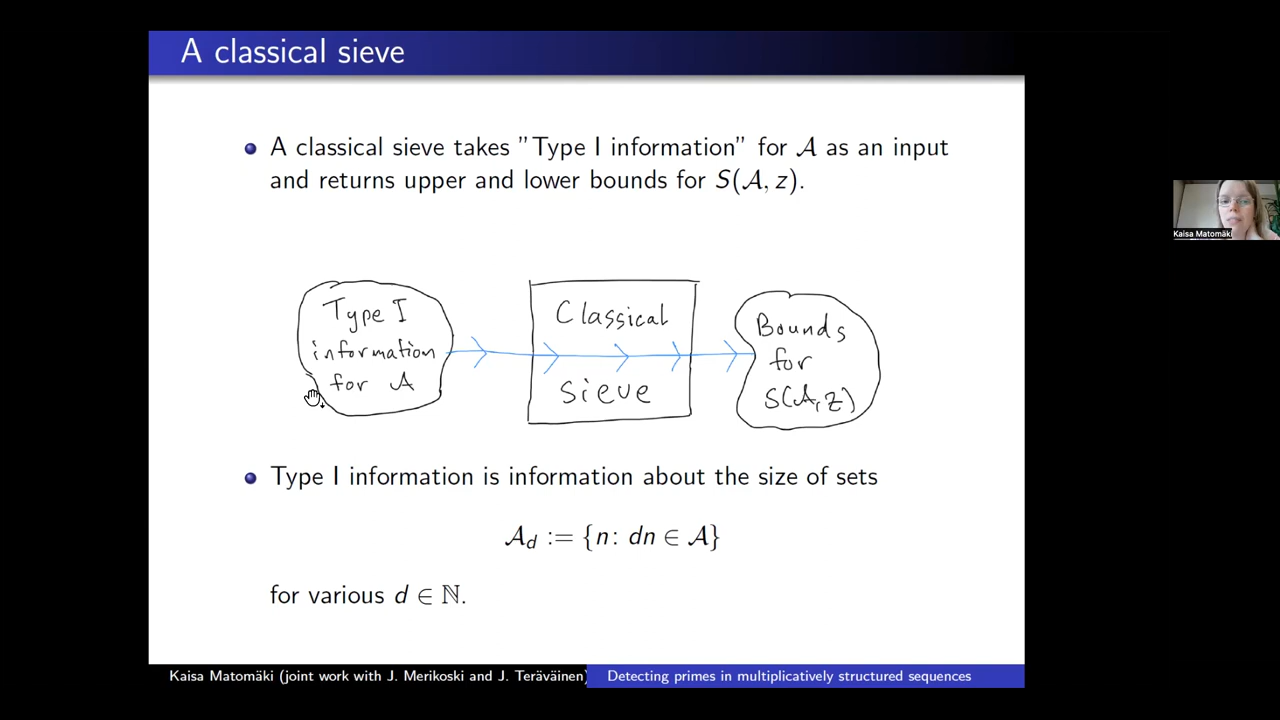 A classical sieve
A classical sieve takes "Type I information" for 𝒜 as an input
and returns upper and lower bounds for S(𝒜, z).
Type I
information
for 𝒜
Classical
sieve
Bounds
for
S(𝒜, z)
Type I information is information about the size of sets
𝒜_d := {n: dn ∈ 𝒜}
for various d ∈ ℕ.
Kaisa Matomäki (joint work with J. Merikoski and J. Teräväinen)
Detecting primes in multiplicatively structured sequences
Kaisa Matomäki